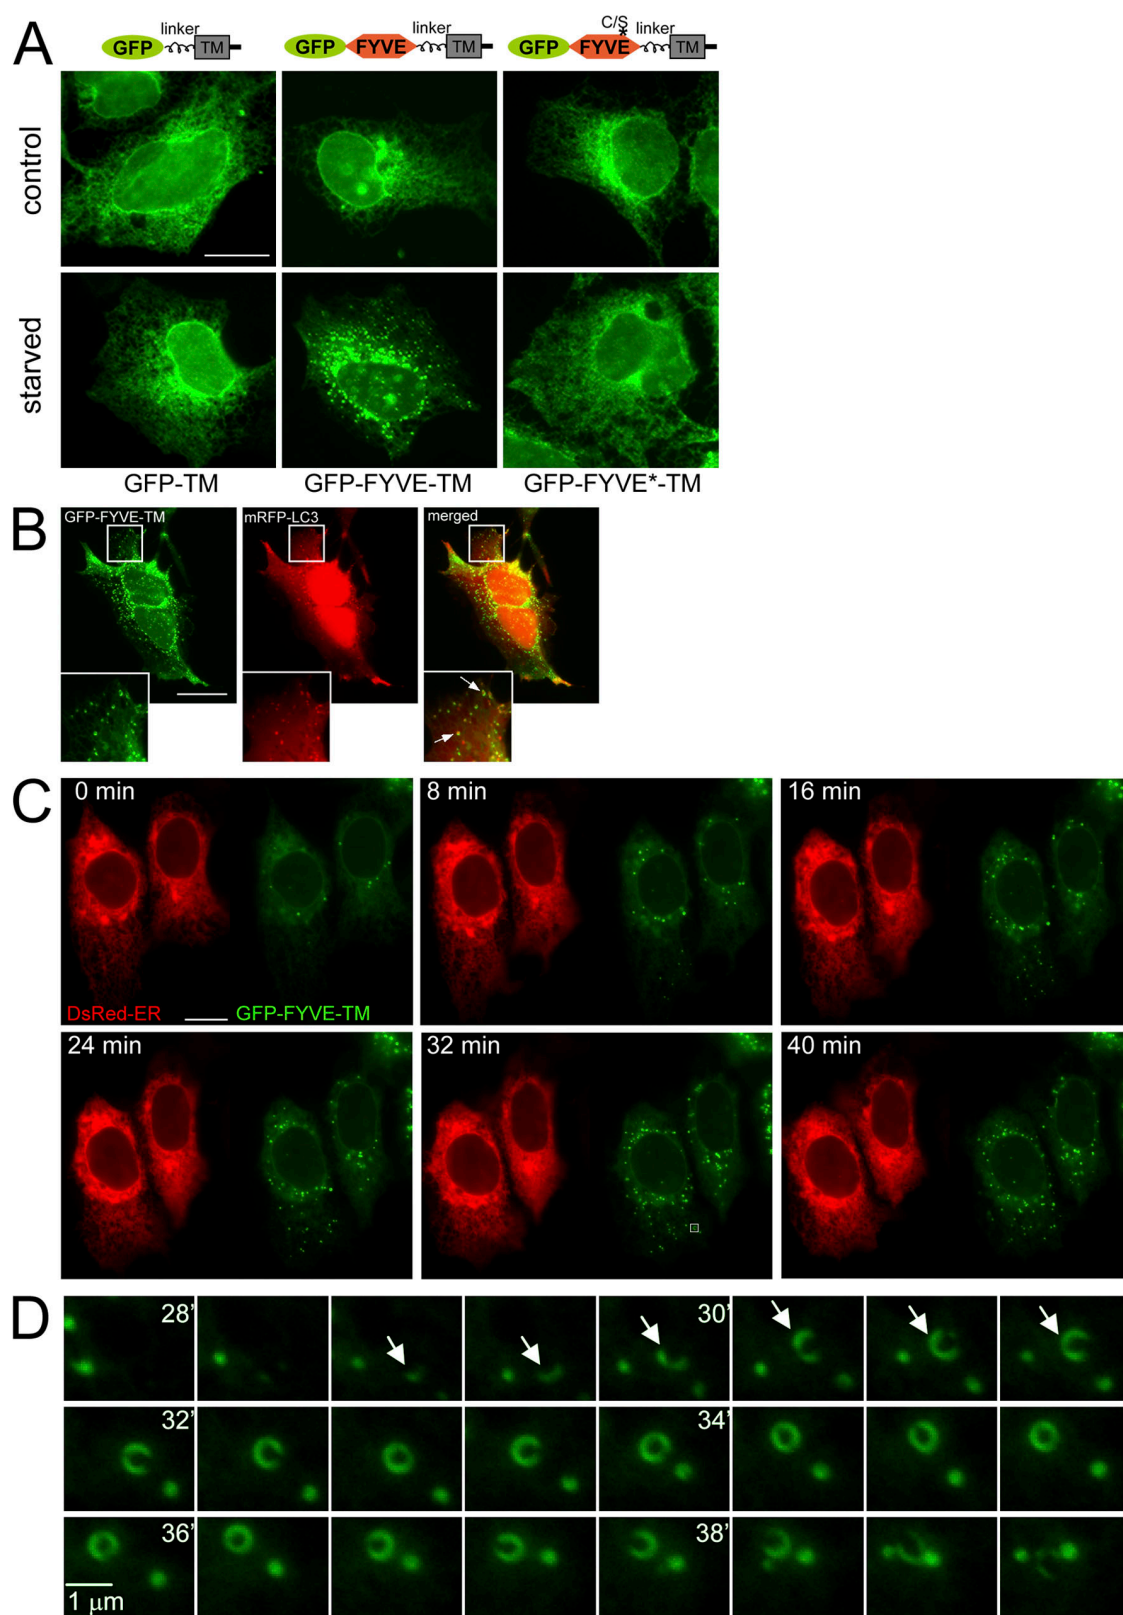 A
linker
GFP
TM
linker
GFP
FYVE
TM
C/S
*
linker
GFP
FYVE
TM
control
starved
GFP-TM
GFP-FYVE-TM
GFP-FYVE*-TM
B
GFP-FYVE-TM
mRFP-LC3
merged
C
0 min
8 min
16 min
DsRed-ER
GFP-FYVE-TM
24 min
32 min
40 min
D
28'
30'
32'
34'
36'
38'
1 μm